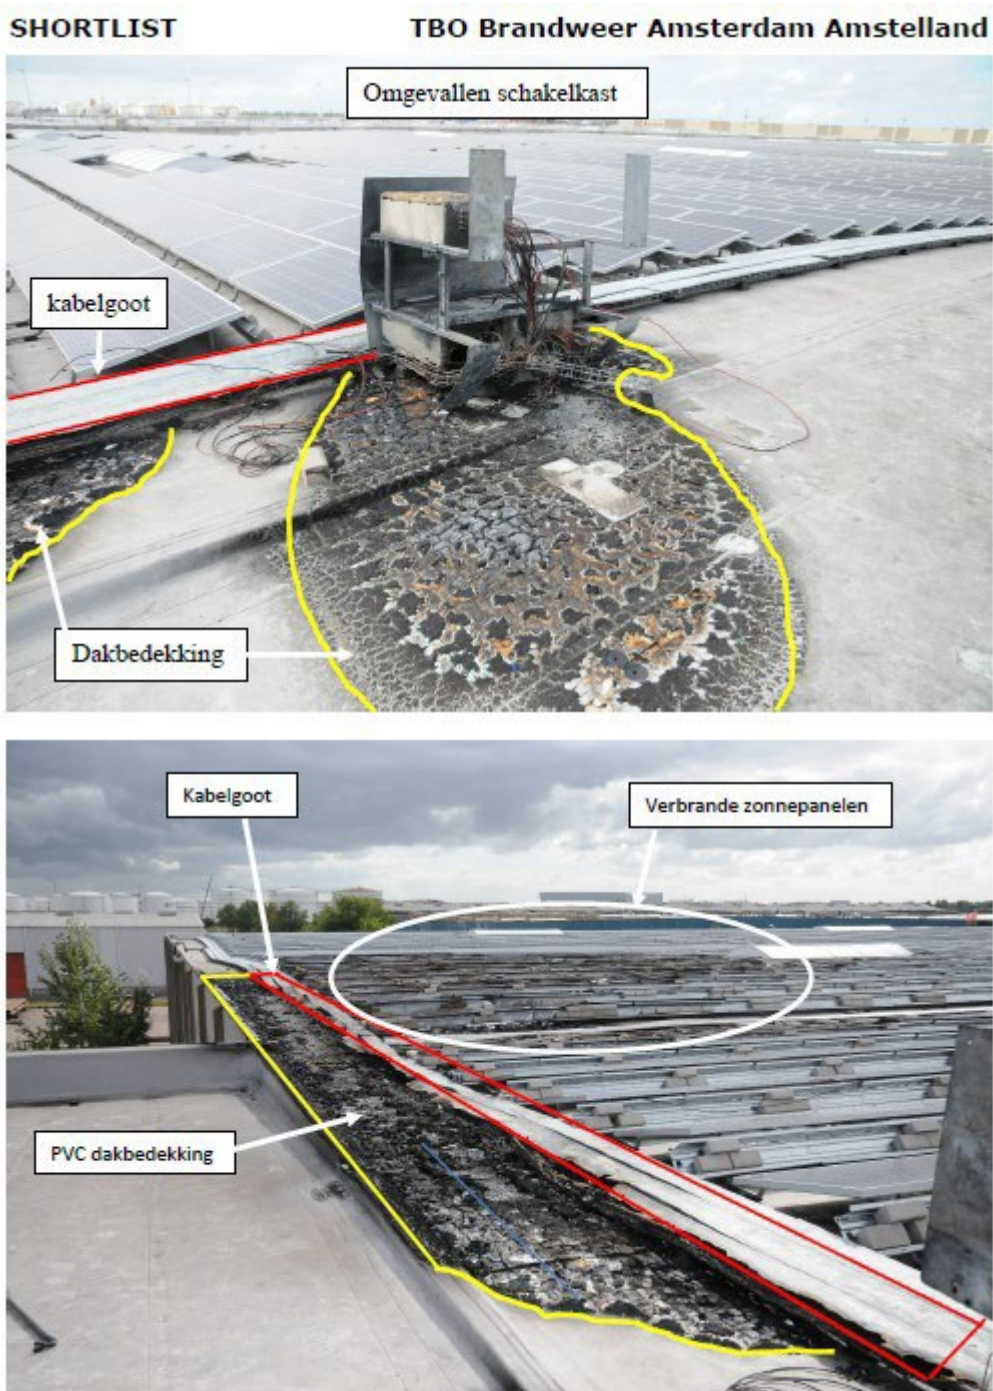 SHORTLIST TBO Brandweer Amsterdam Amstelland
Omgevallen schakelkast
kabelgoot
Dakbedekking
Kabelgoot
Verbrande zonnepanelen
PVC dakbedekking